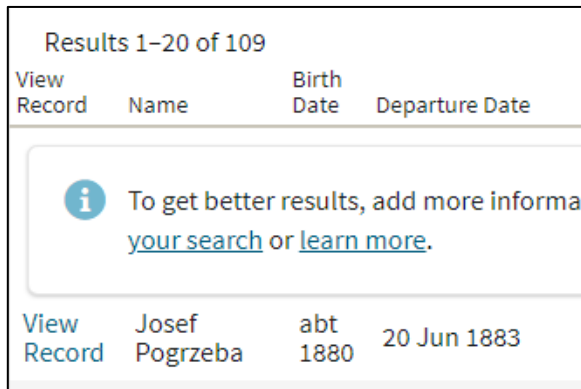 Results 1–20 of 109
View Record Name Birth Date Departure Date
To get better results, add more informa
your search or learn more.
View Josef abt 20 Jun 1883
Record Pogrzeba 1880